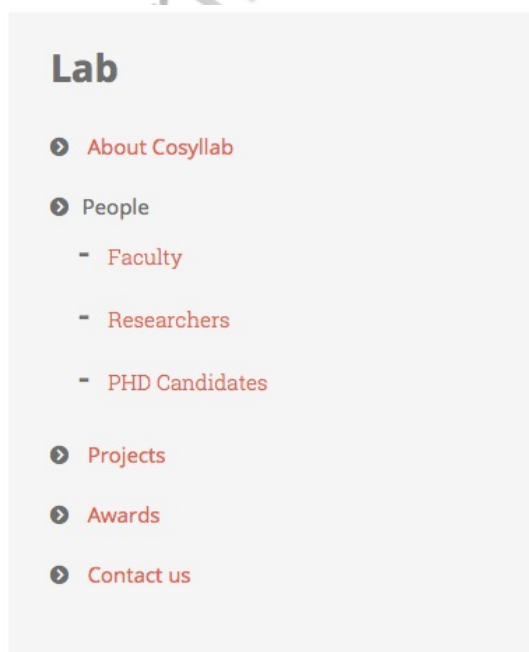 Lab
About Cosyllab
People
- Faculty
- Researchers
- PHD Candidates
Projects
Awards
Contact us